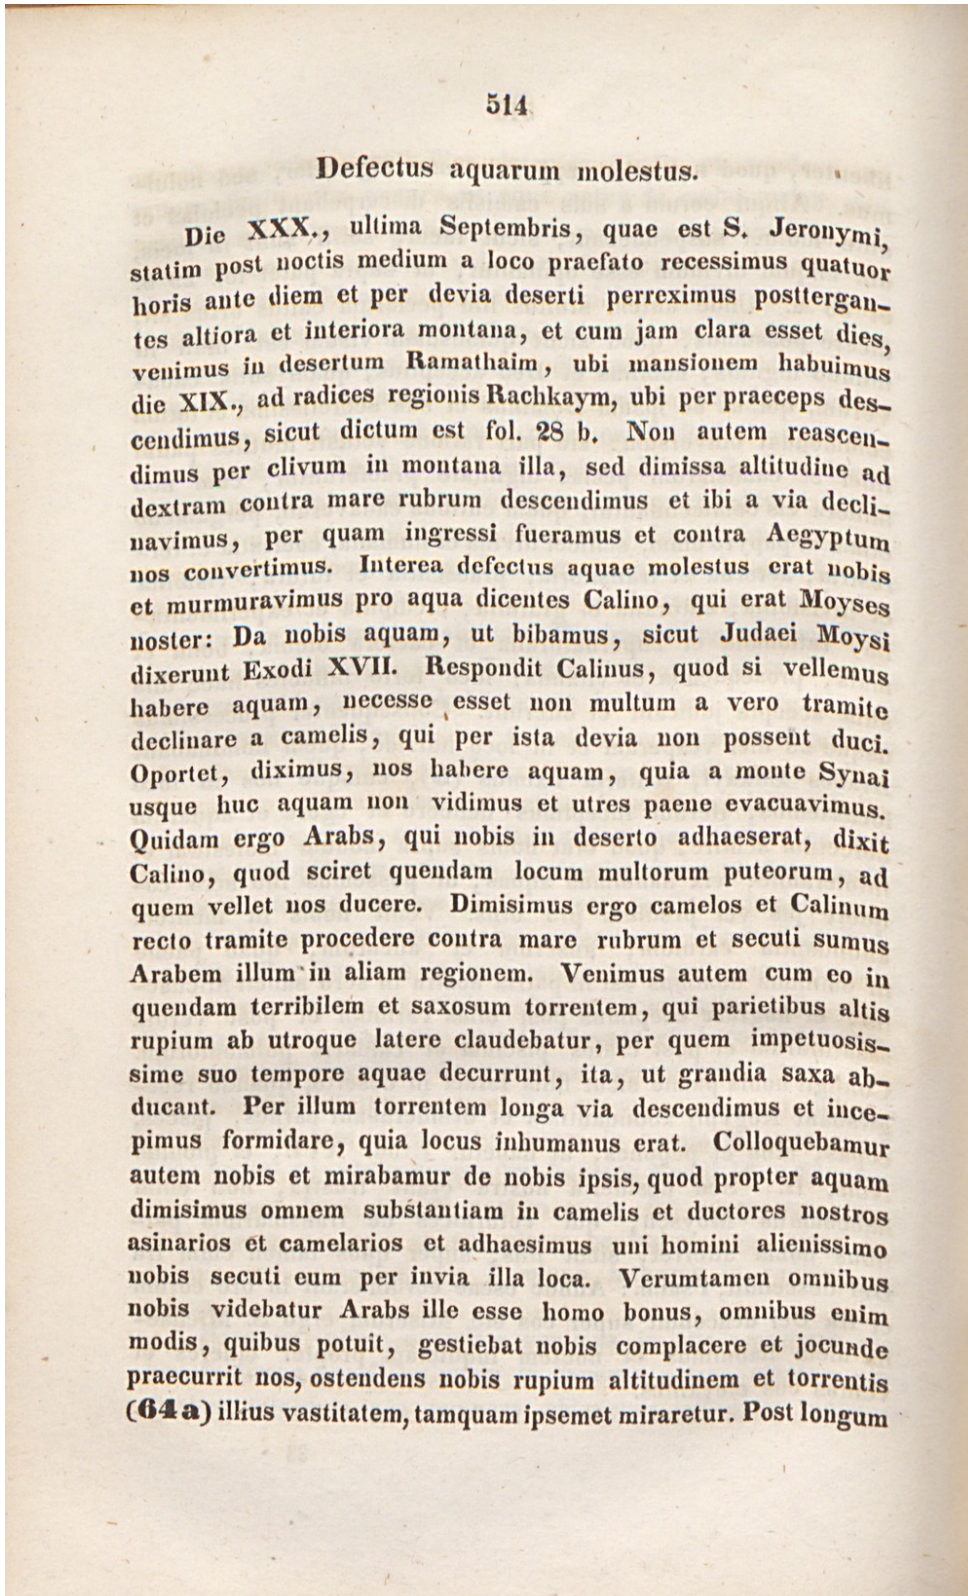 514
Defectus aquarum molestus.
Die XXX., ultima Septembris, quae est S. Jeronymi,
statim post noctis medium a loco praefato recessimus quatuor
horis ante diem et per devia deserti perreximus posttergan-
tes altiora et interiora montana, et cum jam clara esset dies,
venimus in desertum Ramathaim, ubi mansionem habuimus
die XIX., ad radices regionis Rachkaym, ubi per praeceps des-
cendimus, sicut dictum est fol. 28 b. Non autem reascen-
dimus per clivum in montana illa, sed dimissa altitudine ad
dextram contra mare rubrum descendimus et ibi a via decli-
navimus, per quam ingressi fueramus et contra Aegyptum
nos convertimus. Interea defectus aquae molestus erat nobis
et murmuravimus pro aqua dicentes Calino, qui erat Moyses
noster: Da nobis aquam, ut bibamus, sicut Judaei Moysi
dixerunt Exodi XVII. Respondit Calinus, quod si vellemus
habere aquam, necesse esset non multum a vero tramite
declinare a camelis, qui per ista devia non possent duci.
Oportet, diximus, nos habere aquam, quia a monte Synai
usque huc aquam non vidimus et utres paene evacuavimus.
Quidam ergo Arabs, qui nobis in deserto adhaeserat, dixit
Calino, quod sciret quendam locum multorum puteorum, ad
quem vellet nos ducere. Dimisimus ergo camelos et Calinum
recto tramite procedere contra mare rubrum et secuti sumus
Arabem illum in aliam regionem. Venimus autem cum eo in
quendam terribilem et saxosum torrentem, qui parietibus altis
rupium ab utroque latere claudebatur, per quem impetuosis-
sime suo tempore aquae decurrunt, ita, ut grandia saxa ab-
ducant. Per illum torrentem longa via descendimus et ince-
pimus formidare, quia locus inhumanus erat. Colloquebamur
autem nobis et mirabamur de nobis ipsis, quod propter aquam
dimisimus omnem substantiam in camelis et ductores nostros
asinarios et camelarios et adhaesimus uni homini alienissimo
nobis secuti eum per invia illa loca. Verumtamen omnibus
nobis videbatur Arabs ille esse homo bonus, omnibus enim
modis, quibus potuit, gestiebat nobis complacere et jocunde
praecurrit nos, ostendens nobis rupium altitudinem et torrentis
(64 a) illius vastitatem, tamquam ipsemet miraretur. Post longum